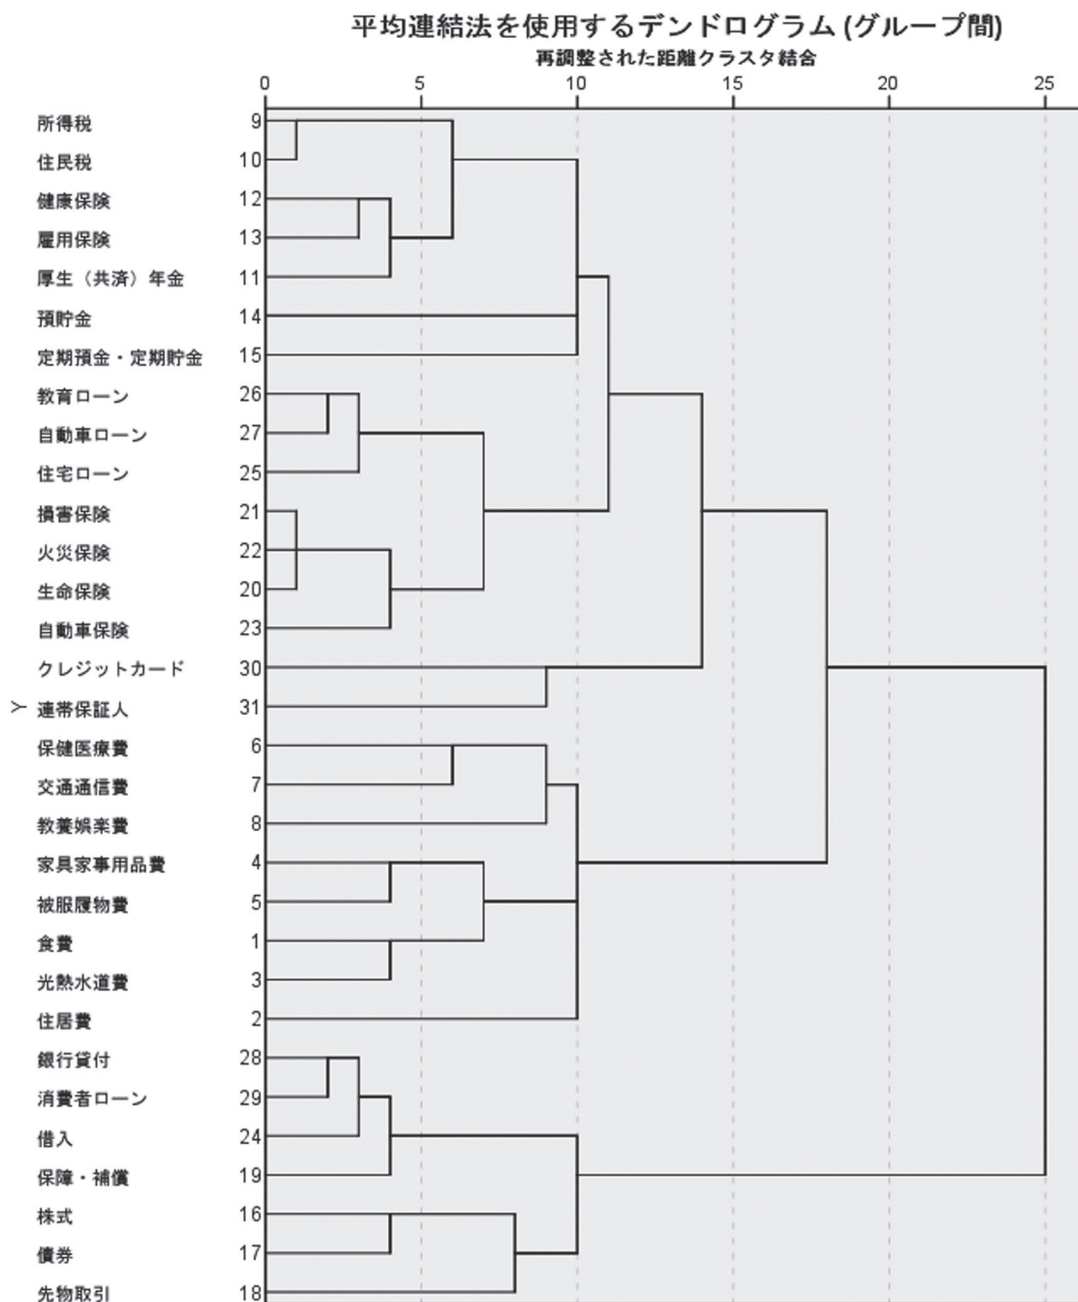 平均連結法を使用するデンドログラム (グループ間)
再調整された距離クラスタ結合
0 5 10 15 20 25
所得税 9
住民税 10
健康保険 12
雇用保険 13
厚生（共済）年金 11
預貯金 14
定期預金・定期貯金 15
教育ローン 26
自動車ローン 27
住宅ローン 25
損害保険 21
火災保険 22
生命保険 20
自動車保険 23
クレジットカード 30
Y 連帯保証人 31
保健医療費 6
交通通信費 7
教養娯楽費 8
家具家事用品費 4
被服履物費 5
食費 1
光熱水道費 3
住居費 2
銀行貸付 28
消費者ローン 29
借入 24
保障・補償 19
株式 16
債券 17
先物取引 18